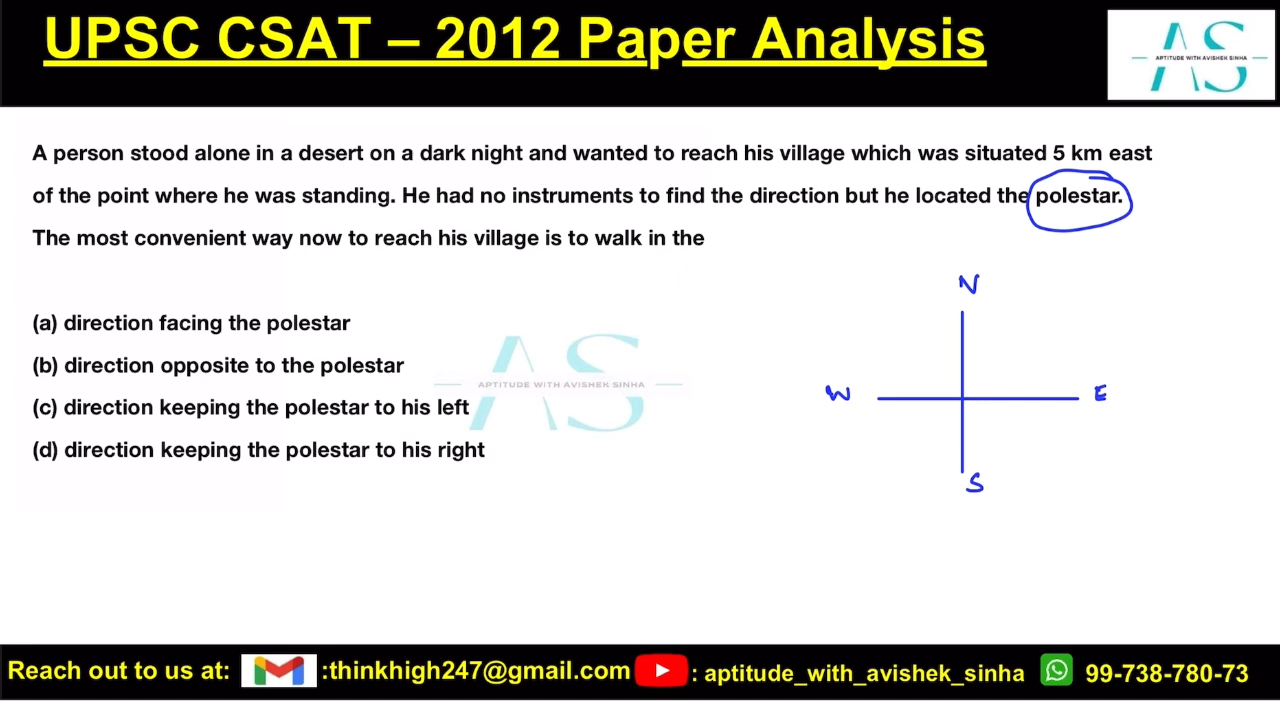 UPSC CSAT – 2012 Paper Analysis
AS
APTITUDE WITH AVISHEK SINHA
A person stood alone in a desert on a dark night and wanted to reach his village which was situated 5 km east
of the point where he was standing. He had no instruments to find the direction but he located the polestar.
The most convenient way now to reach his village is to walk in the
N
(a) direction facing the polestar
(b) direction opposite to the polestar
AS
APTITUDE WITH AVISHEK SINHA
W E
(c) direction keeping the polestar to his left
(d) direction keeping the polestar to his right
S
Reach out to us at: :thinkhigh247@gmail.com : aptitude_with_avishek_sinha 99-738-780-73